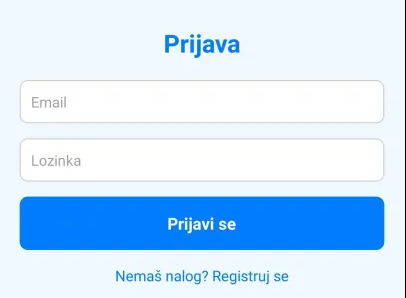 Prijava
Email
Lozinka
Prijavi se
Nemaš nalog? Registruj se